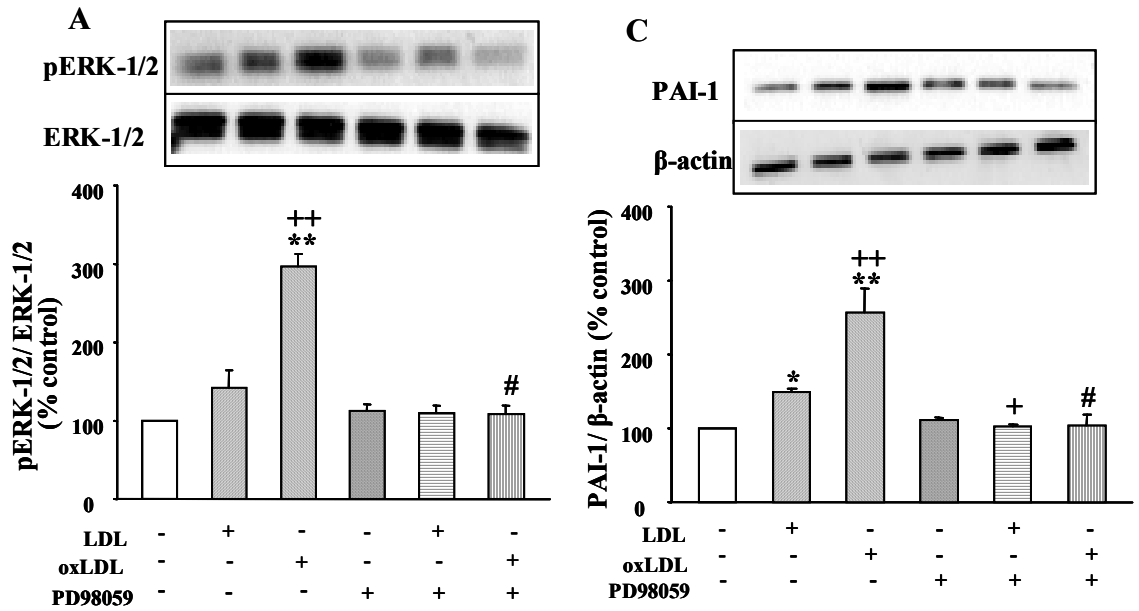 A
pERK-1/2
ERK-1/2
pERK-1/2/ ERK-1/2
(% control)
400
300
200
100
0
++
**
#
LDL - + - - + -
oxLDL - - + - - +
PD98059 - - - + + +
C
PAI-1
β-actin
PAI-1/ β-actin (% control)
400
300
200
100
0
*
++
**
+
#
LDL - + - - + -
oxLDL - - + - - +
PD98059 - - - + + +